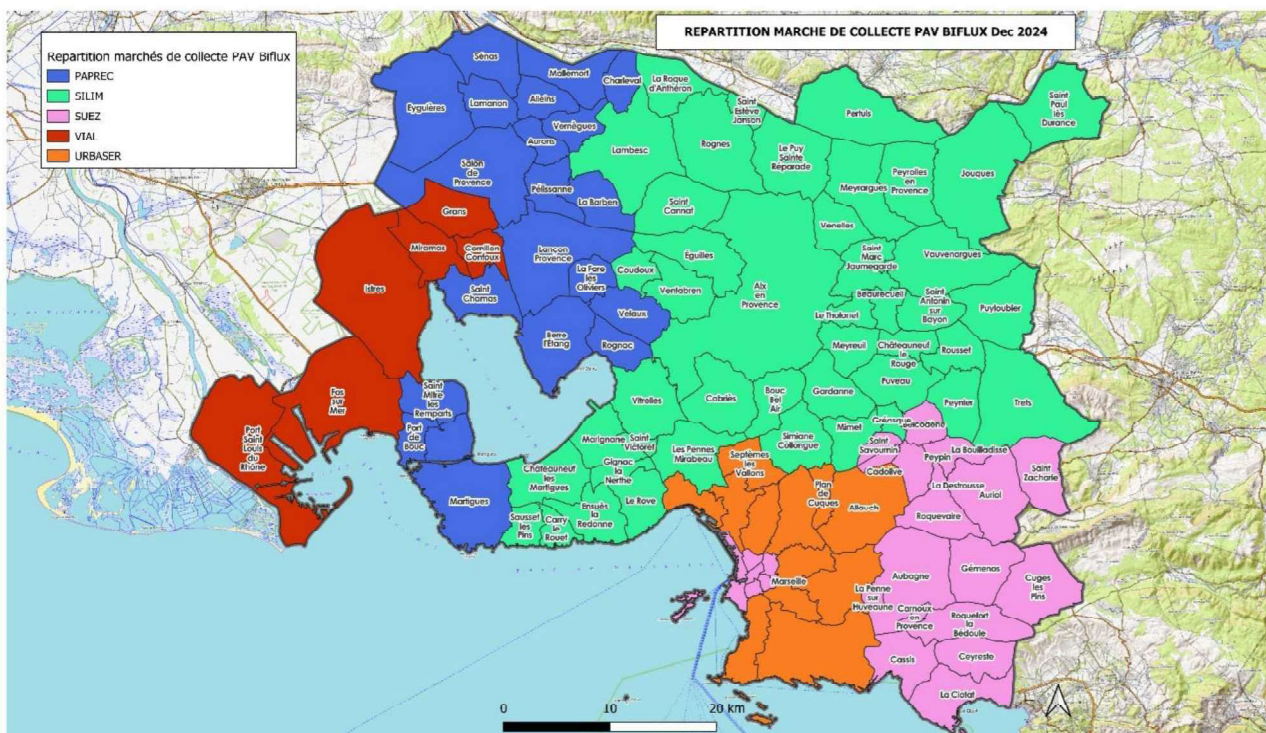 REPARTITION MARCHE DE COLLECTE PAV BIFLUX Dec 2024
Repartition marchés de collecte PAV Biflux
PAPREC
SILIM
SUEZ
VIAL
URBASER
Sénas
Mallemort
Charleval
La Roque
d'Anthéron
Saint
Estève
Janson
Pertuis
Saint
Paul
lès
Durance
Eyguières
Lamanon
Alleins
Vernègues
Aurons
Lambesc
Rognes
Le Puy
Sainte
Réparade
Meyrargues
Peyrolles
en
Provence
Jouques
Salon
de
Provence
Pélissanne
La Barben
Saint
Cannat
Venelles
Grans
Miramas
Cornillon
Confoux
Lançon
Provence
La Fare
les
Oliviers
Coudoux
Éguilles
Ventabren
Aix
en
Provence
Saint
Marc
Jaumegarde
Vauvenargues
Istres
Saint
Chamas
Velaux
Beaurecueil
Le Tholonet
Saint
Antonin
sur
Bayon
Puyloubier
Berre
l'Étang
Rognac
Meyreuil
Châteauneuf
le
Rouge
Rousset
Fos
sur
Mer
Saint
Mitre
les
Remparts
Port
de
Bouc
Vitrolles
Cabriès
Bouc
Bel
Air
Gardanne
Fuveau
Peynier
Trets
Port
Saint
Louis
du
Rhône
Marignane
Saint
Victoret
Les Pennes
Mirabeau
Simiane
Collongue
Mimet
Gréasque
Saint
Savournin
Cadolive
Peypin
La Bouilladisse
Saint
Zacharie
Martigues
Châteauneuf
les
Martigues
Gignac
la
Nerthe
Septèmes
les
Vallons
Plan
de
Cuques
Allauch
La Destrousse
Auriol
Roquevaire
Sausset
les
Pins
Carry
le
Rouet
Ensuès
la
Redonne
Le Rove
Marseille
La Penne
sur
Huveaune
Aubagne
Gémenos
Cuges
les
Pins
Carnoux
en
Provence
Roquefort
la
Bédoule
Cassis
Ceyreste
La Ciotat
0 10 20 km